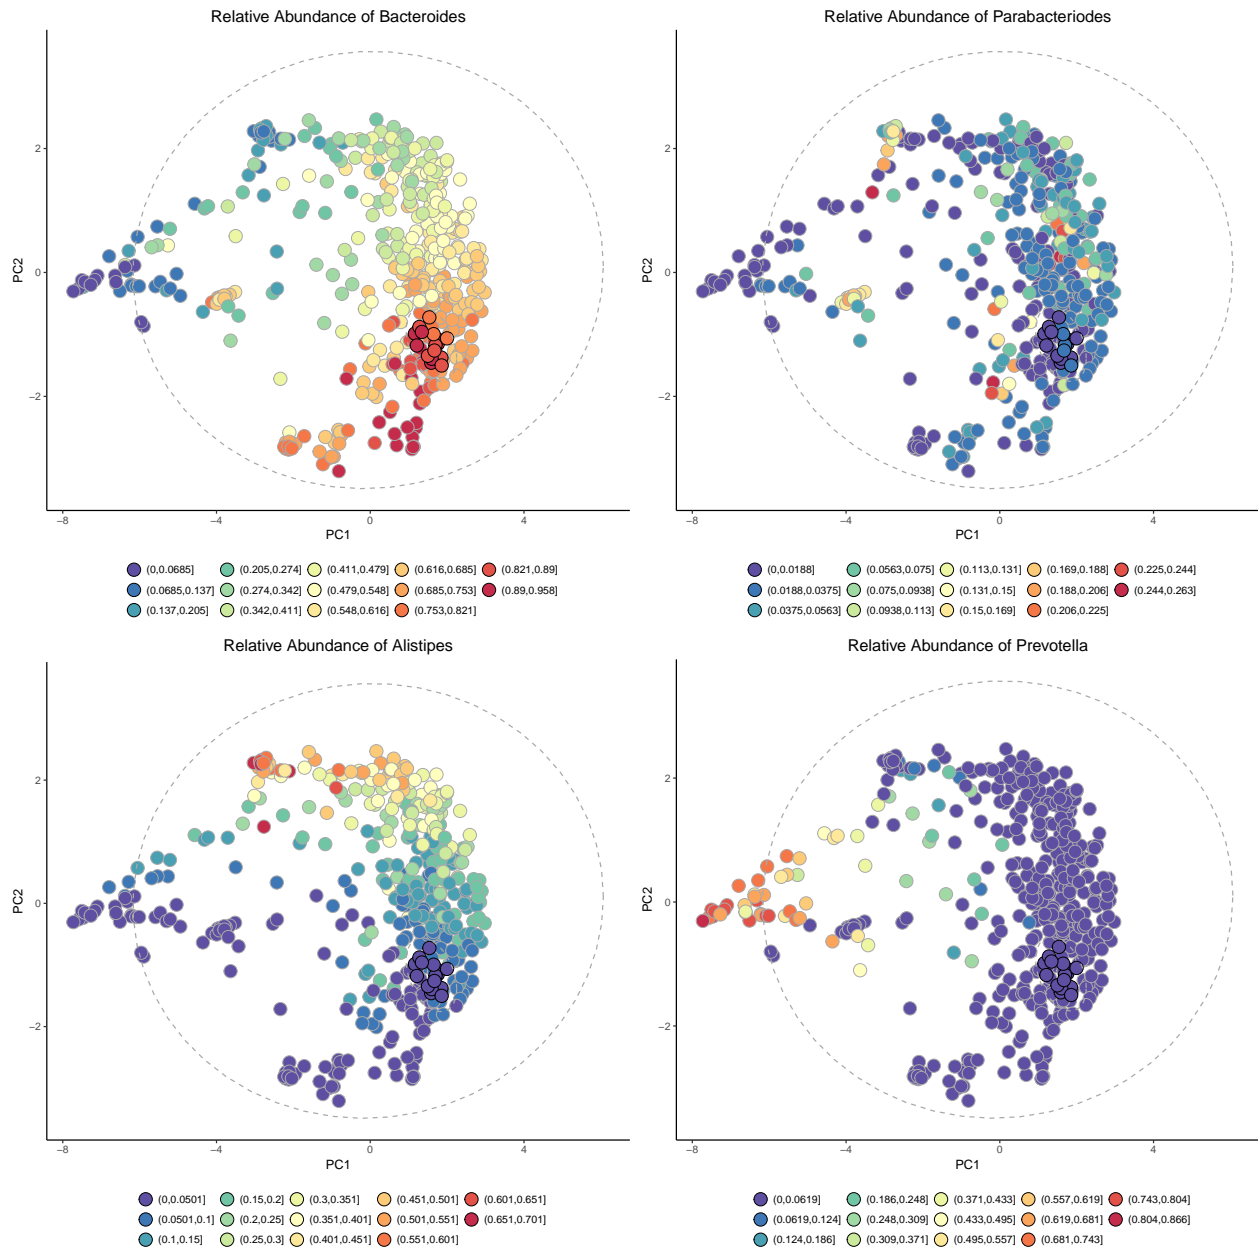 Relative Abundance of Bacteroides
2
0
−2
PC2
−8
−4
0
4
PC1
(0,0.0685] (0.205,0.274] (0.411,0.479] (0.616,0.685] (0.821,0.89]
(0.0685,0.137] (0.274,0.342] (0.479,0.548] (0.685,0.753] (0.89,0.958]
(0.137,0.205] (0.342,0.411] (0.548,0.616] (0.753,0.821]
Relative Abundance of Parabacteriodes
2
0
−2
PC2
−8
−4
0
4
PC1
(0,0.0188] (0.0563,0.075] (0.113,0.131] (0.169,0.188] (0.225,0.244]
(0.0188,0.0375] (0.075,0.0938] (0.131,0.15] (0.188,0.206] (0.244,0.263]
(0.0375,0.0563] (0.0938,0.113] (0.15,0.169] (0.206,0.225]
Relative Abundance of Alistipes
2
0
−2
PC2
−8
−4
0
4
PC1
(0,0.0501] (0.15,0.2] (0.3,0.351] (0.451,0.501] (0.601,0.651]
(0.0501,0.1] (0.2,0.25] (0.351,0.401] (0.501,0.551] (0.651,0.701]
(0.1,0.15] (0.25,0.3] (0.401,0.451] (0.551,0.601]
Relative Abundance of Prevotella
2
0
−2
PC2
−8
−4
0
4
PC1
(0,0.0619] (0.186,0.248] (0.371,0.433] (0.557,0.619] (0.743,0.804]
(0.0619,0.124] (0.248,0.309] (0.433,0.495] (0.619,0.681] (0.804,0.866]
(0.124,0.186] (0.309,0.371] (0.495,0.557] (0.681,0.743]